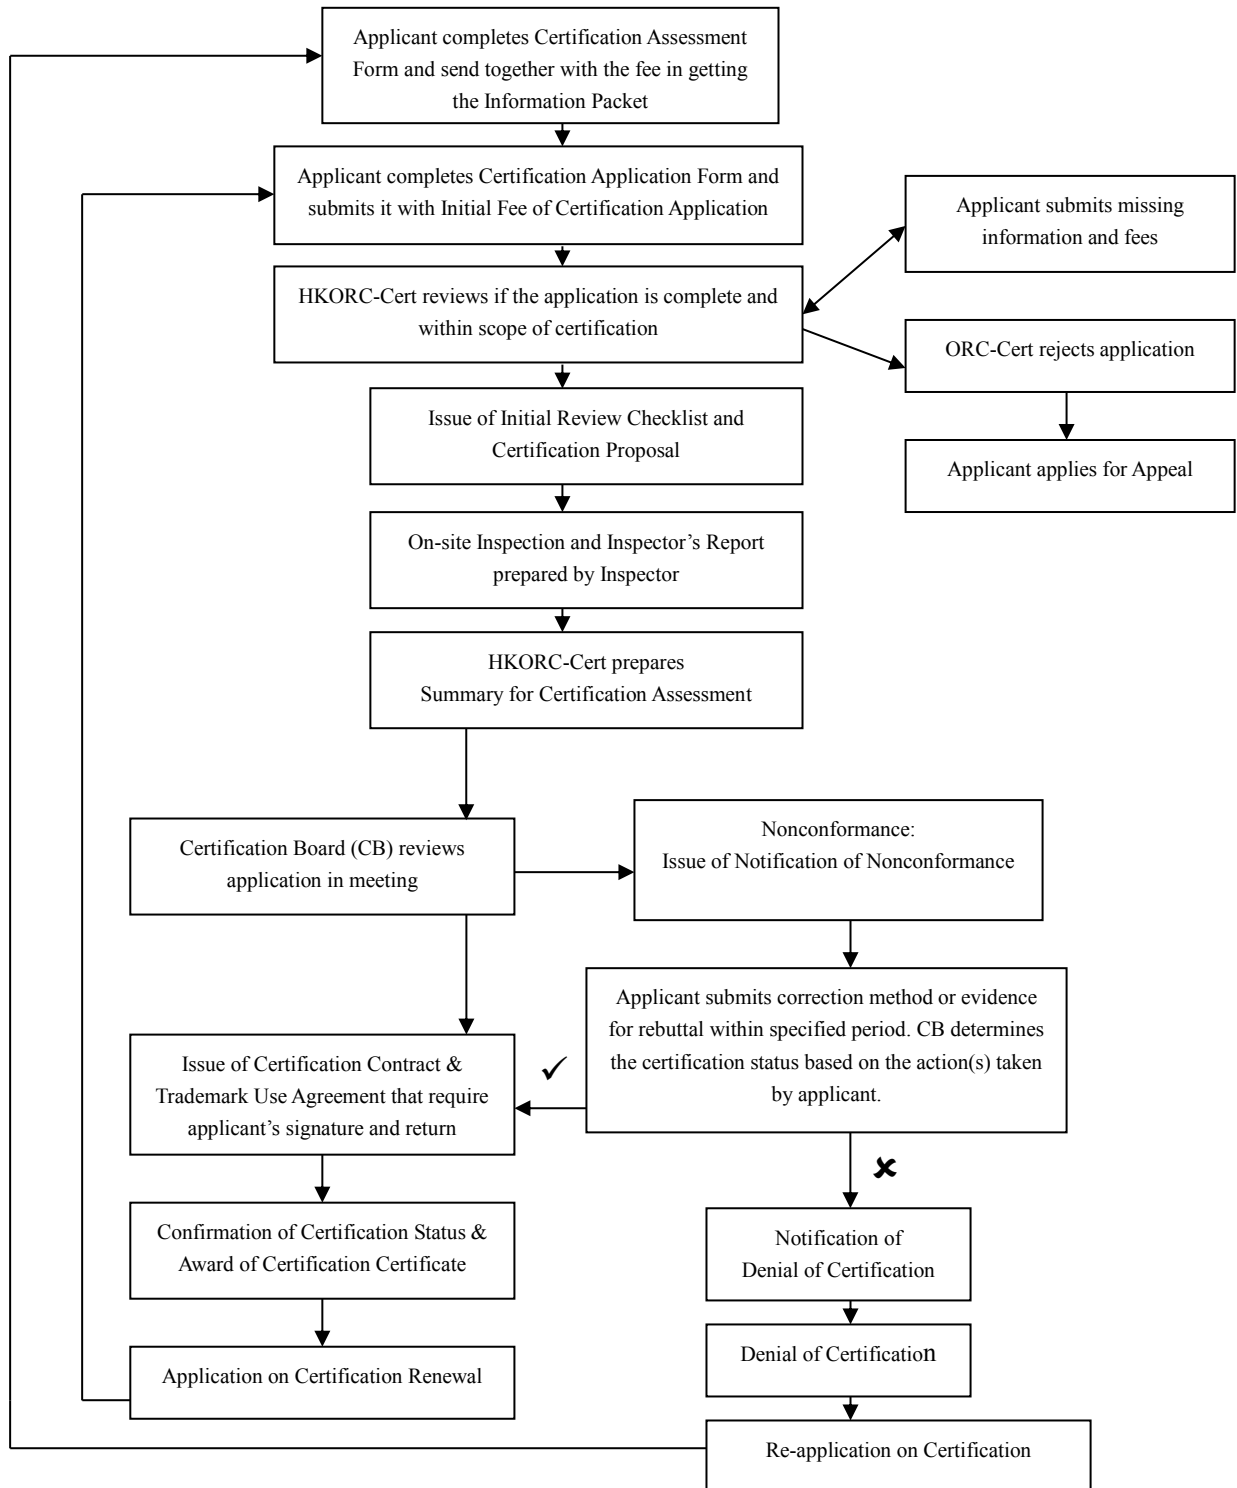 Applicant completes Certification Assessment
Form and send together with the fee in getting
the Information Packet
Applicant completes Certification Application Form and
submits it with Initial Fee of Certification Application
Applicant submits missing
information and fees
HKORC-Cert reviews if the application is complete and
within scope of certification
ORC-Cert rejects application
Applicant applies for Appeal
Issue of Initial Review Checklist and
Certification Proposal
On-site Inspection and Inspector’s Report
prepared by Inspector
HKORC-Cert prepares
Summary for Certification Assessment
Certification Board (CB) reviews
application in meeting
Nonconformance:
Issue of Notification of Nonconformance
Applicant submits correction method or evidence
for rebuttal within specified period. CB determines
the certification status based on the action(s) taken
by applicant.
Issue of Certification Contract &
Trademark Use Agreement that require
applicant’s signature and return
Confirmation of Certification Status &
Award of Certification Certificate
Notification of
Denial of Certification
Application on Certification Renewal
Denial of Certification
Re-application on Certification